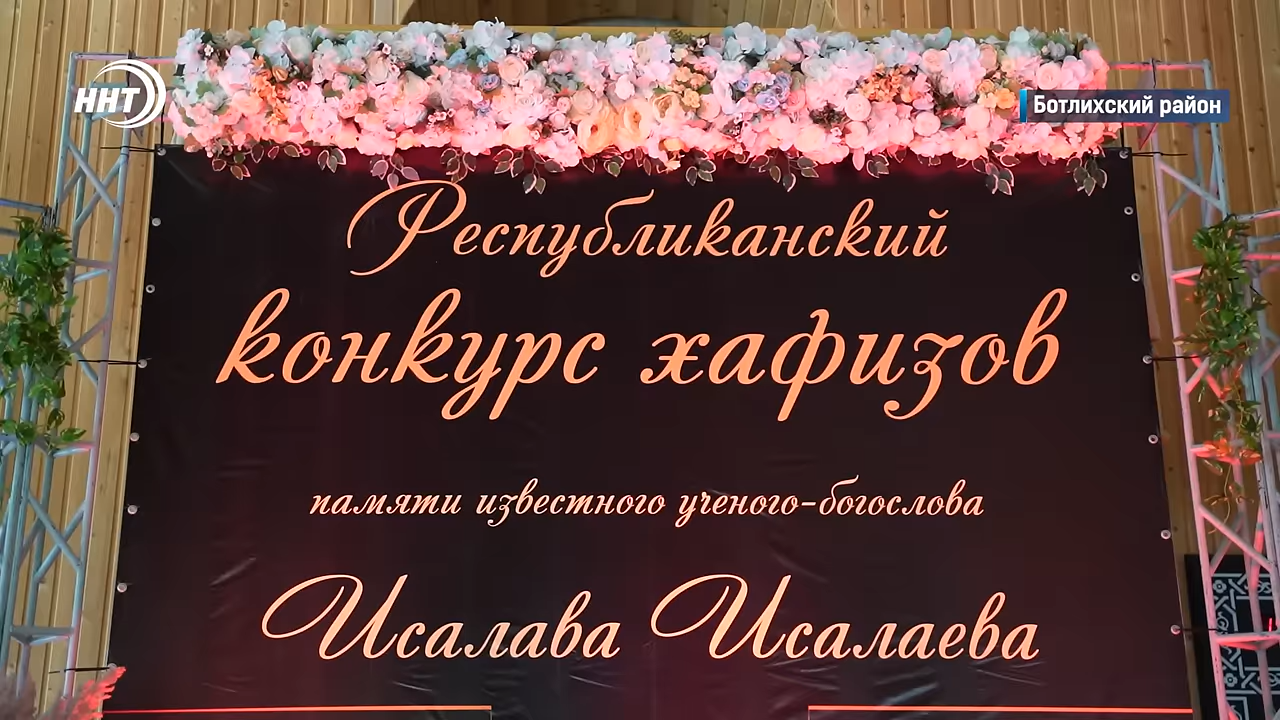 ННТ
Ботлихский район
Республиканский
конкурс хафизов
памяти известного ученого-богослова
Исалава Исалаева